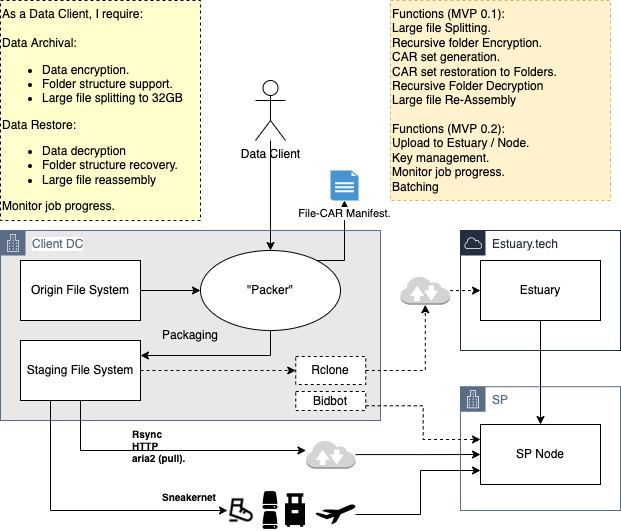 As a Data Client, I require:
Data Archival:
• Data encryption.
• Folder structure support.
• Large file splitting to 32GB
Data Restore:
• Data decryption
• Folder structure recovery.
• Large file reassembly
Monitor job progress.
Functions (MVP 0.1):
Large file Splitting.
Recursive folder Encryption.
CAR set generation.
CAR set restoration to Folders.
Recursive Folder Decryption
Large file Re-Assembly
Functions (MVP 0.2):
Upload to Estuary / Node.
Key management.
Monitor job progress.
Batching
Data Client
File-CAR Manifest.
Client DC
Origin File System
"Packer"
Packaging
Staging File System
Rclone
Bidbot
Estuary.tech
Estuary
SP
SP Node
Rsync
HTTP
aria2 (pull).
Sneakernet